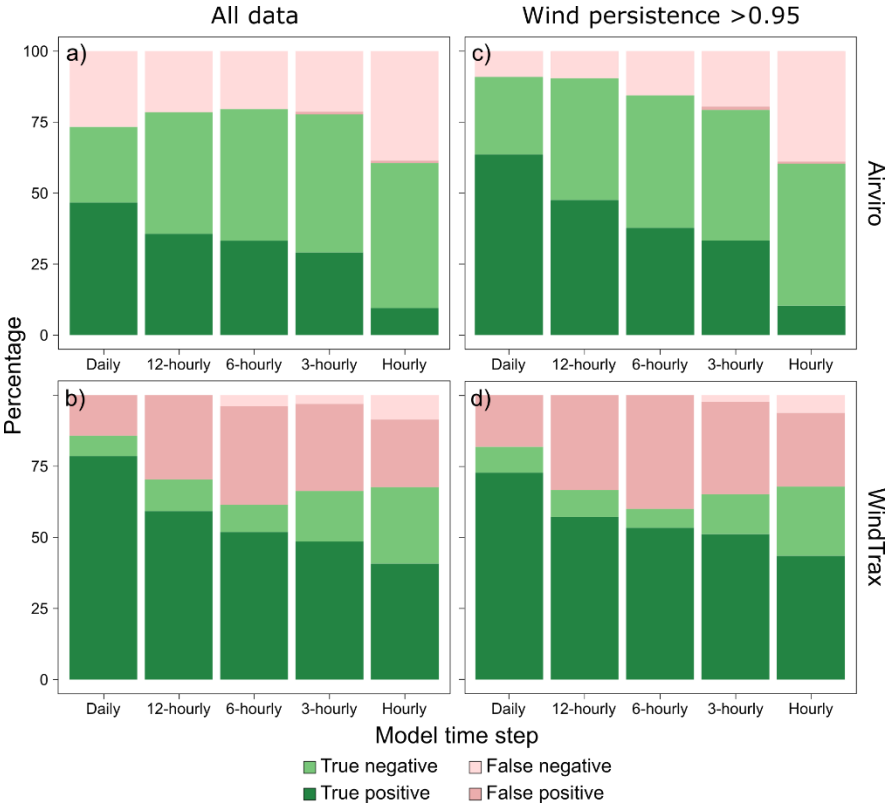 All data
Wind persistence >0.95
a)
c)
100
75
50
25
0
Airviro
Daily 12-hourly 6-hourly 3-hourly Hourly
Daily 12-hourly 6-hourly 3-hourly Hourly
Percentage
b)
d)
75
50
25
0
WindTrax
Daily 12-hourly 6-hourly 3-hourly Hourly
Daily 12-hourly 6-hourly 3-hourly Hourly
Model time step
True negative
False negative
True positive
False positive